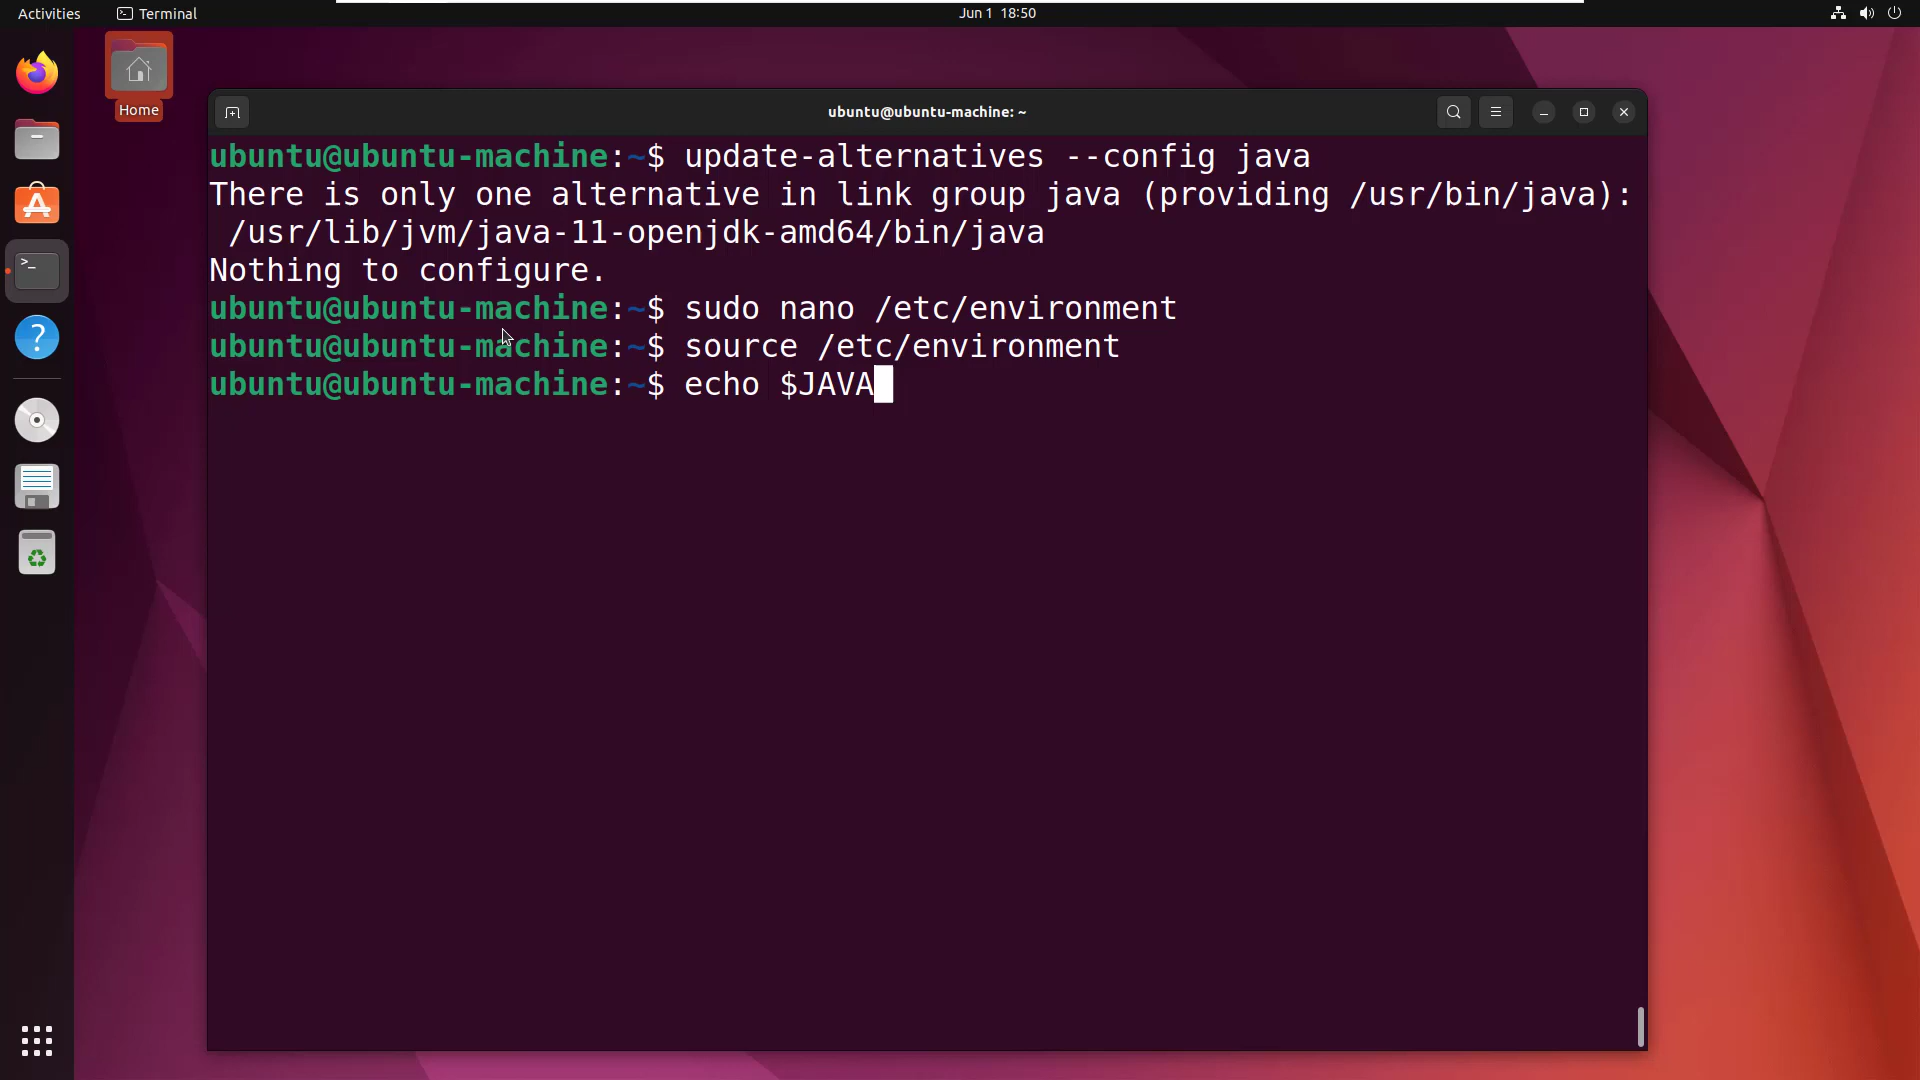 Activities
Terminal
Jun 1 18:50
Home
ubuntu@ubuntu-machine: ~
ubuntu@ubuntu-machine:~$ update-alternatives --config java
There is only one alternative in link group java (providing /usr/bin/java):
/usr/lib/jvm/java-11-openjdk-amd64/bin/java
Nothing to configure.
ubuntu@ubuntu-machine:~$ sudo nano /etc/environment
ubuntu@ubuntu-machine:~$ source /etc/environment
ubuntu@ubuntu-machine:~$ echo $JAVA